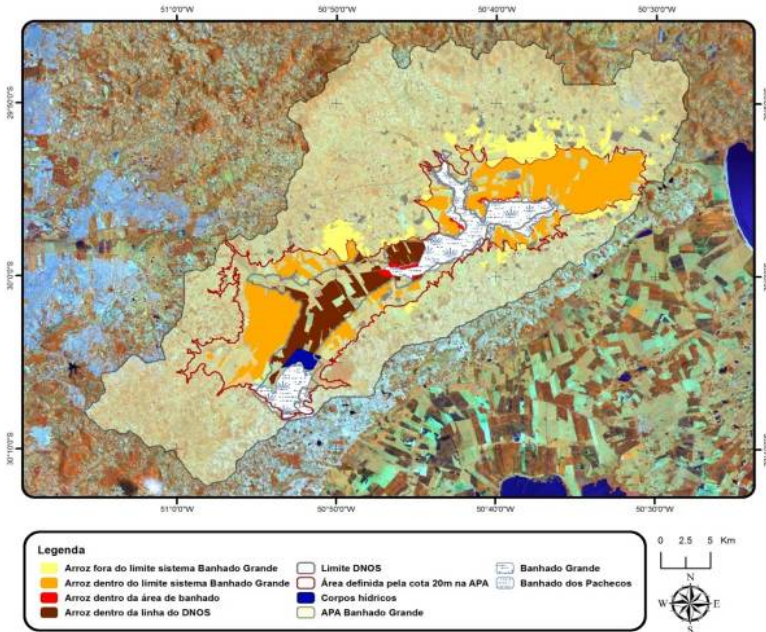 51°0'0"W 50°50'0"W 50°40'0"W 50°30'0"W
29°50'0"S
30°0'0"S
30°10'0"S
51°0'0"W 50°50'0"W 50°40'0"W 50°30'0"W
Legenda
Arroz fora do limite sistema Banhado Grande
Arroz dentro do limite sistema Banhado Grande
Arroz dentro da área de banhado
Arroz dentro da linha do DNOS
Limite DNOS
Área definida pela cota 20m na APA
Corpos hídricos
APA Banhado Grande
Banhado Grande
Banhado dos Pachecos
0 2.5 5 Km
N
W E
S